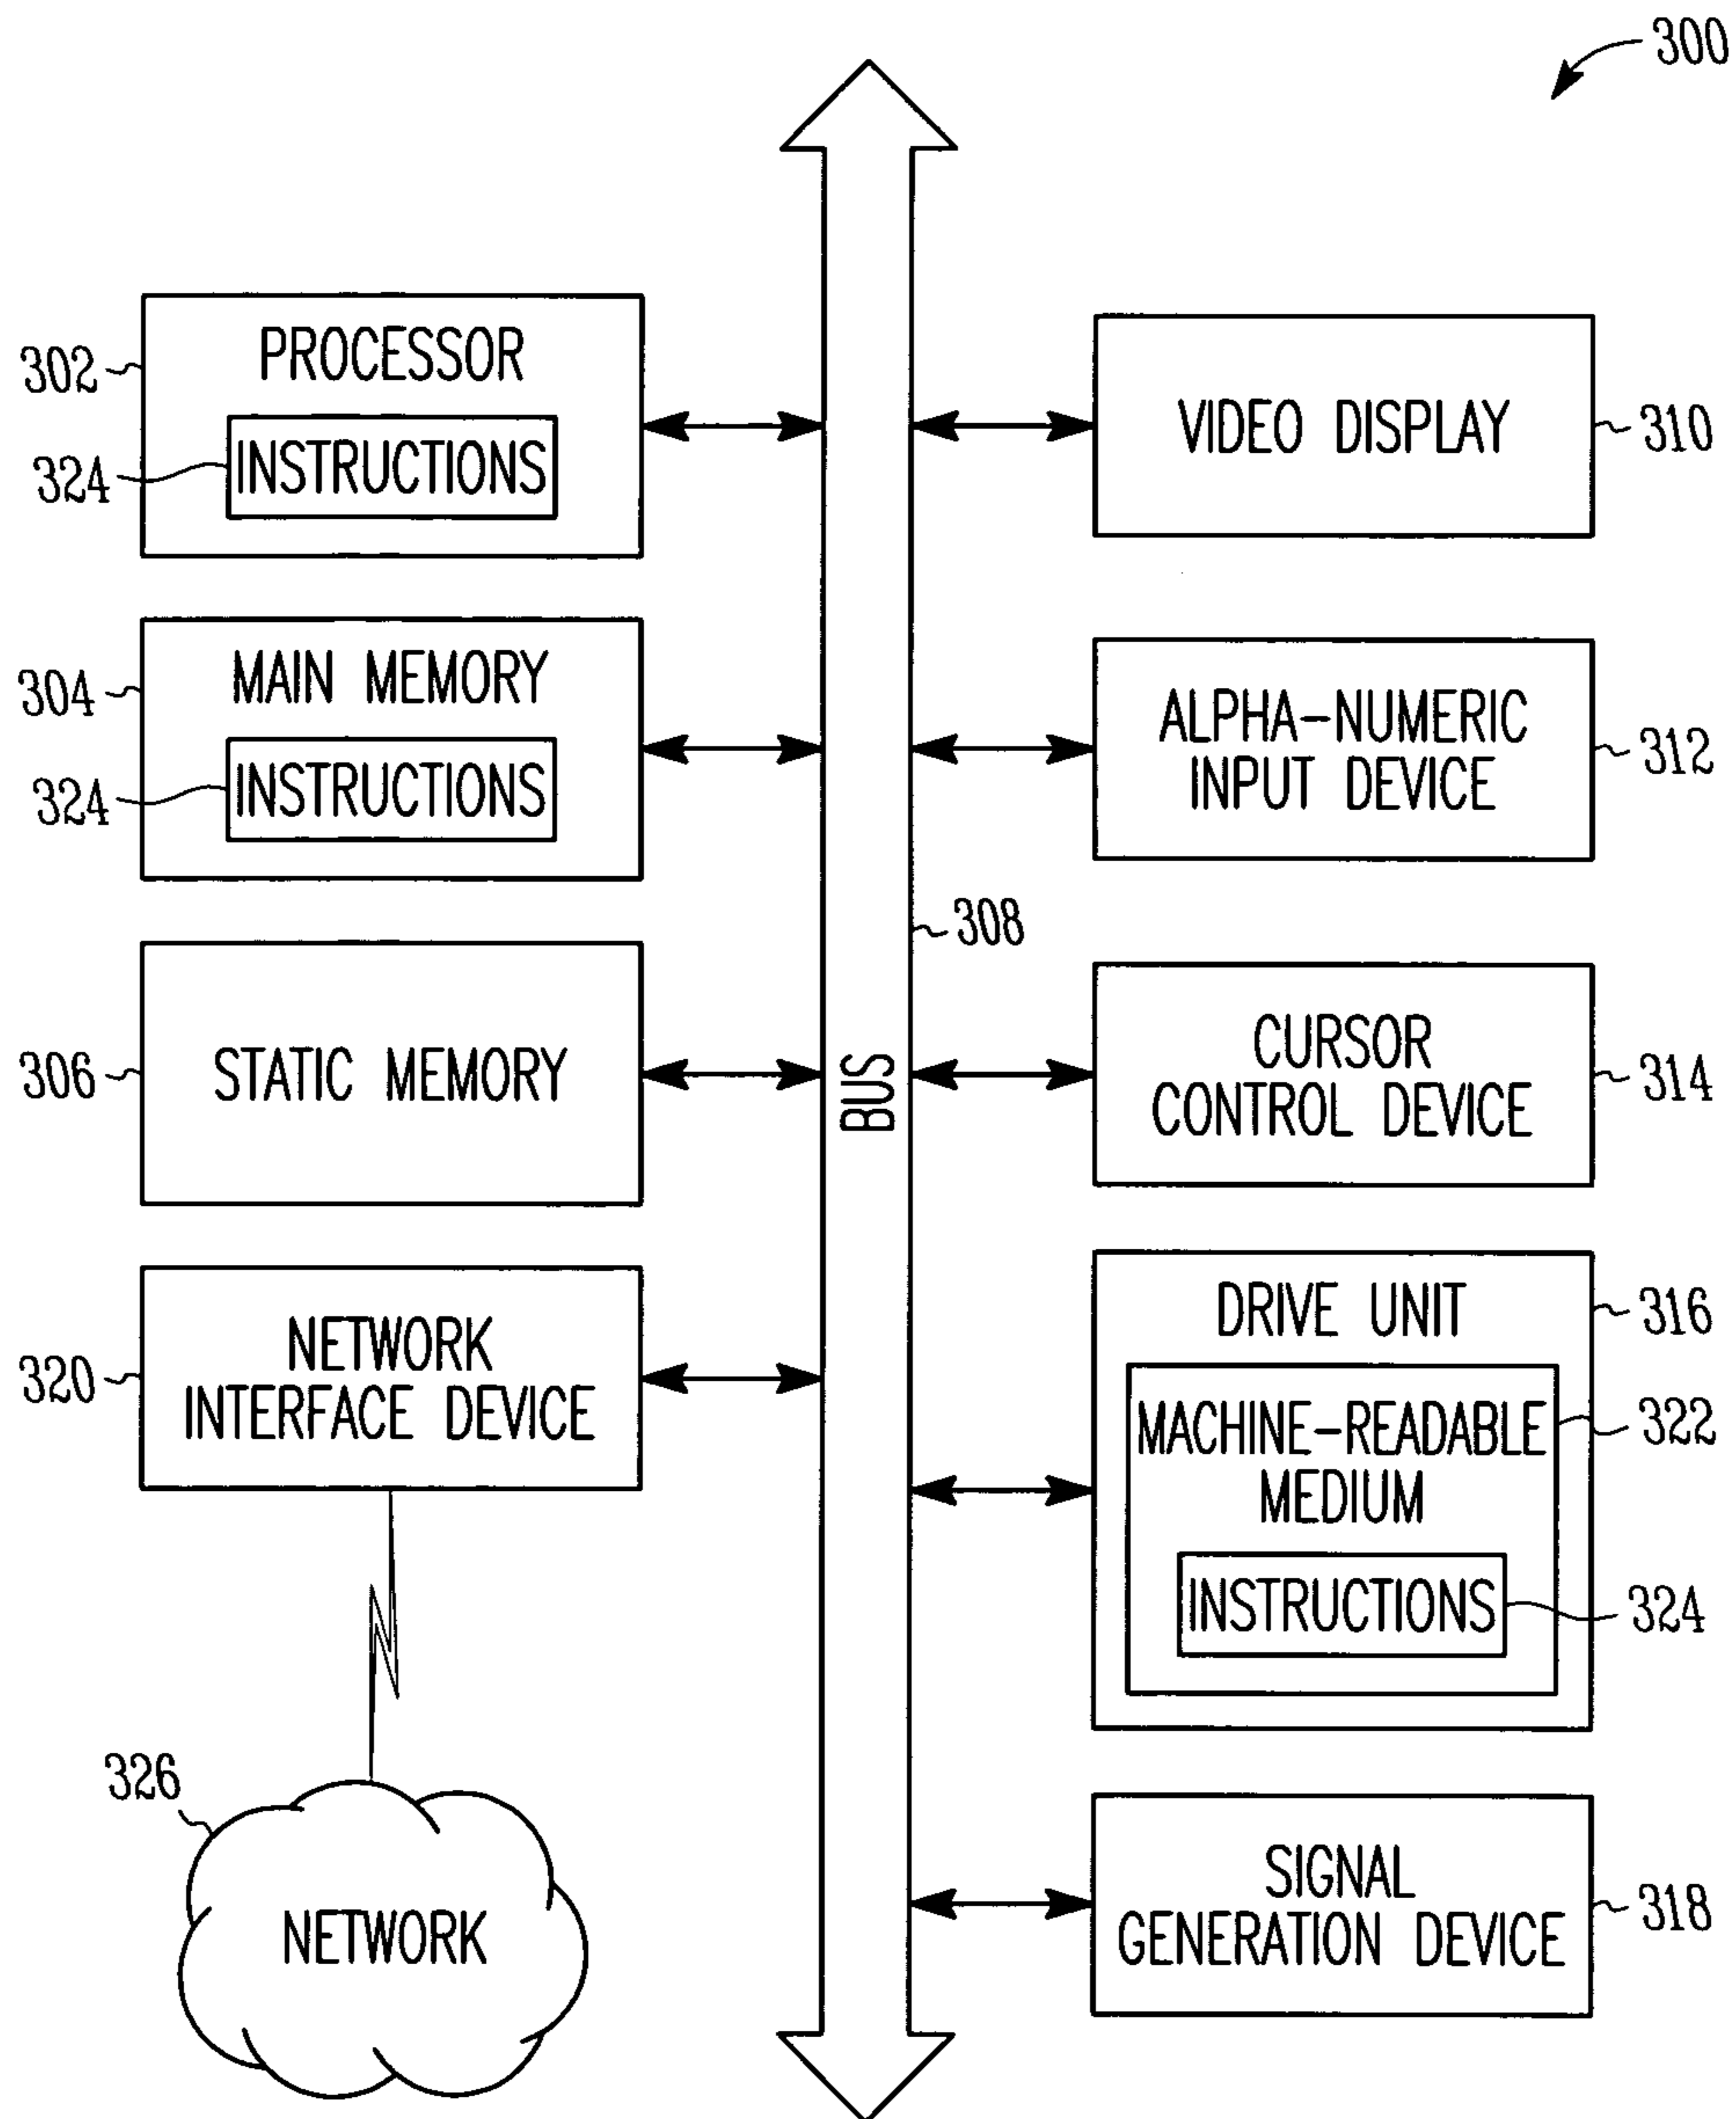 300
302
PROCESSOR
324
INSTRUCTIONS
304
MAIN MEMORY
324
INSTRUCTIONS
306
STATIC MEMORY
320
NETWORK
INTERFACE DEVICE
326
NETWORK
BUS
308
VIDEO DISPLAY
310
ALPHA-NUMERIC
INPUT DEVICE
312
CURSOR
CONTROL DEVICE
314
DRIVE UNIT
316
MACHINE-READABLE
MEDIUM
322
INSTRUCTIONS
324
SIGNAL
GENERATION DEVICE
318